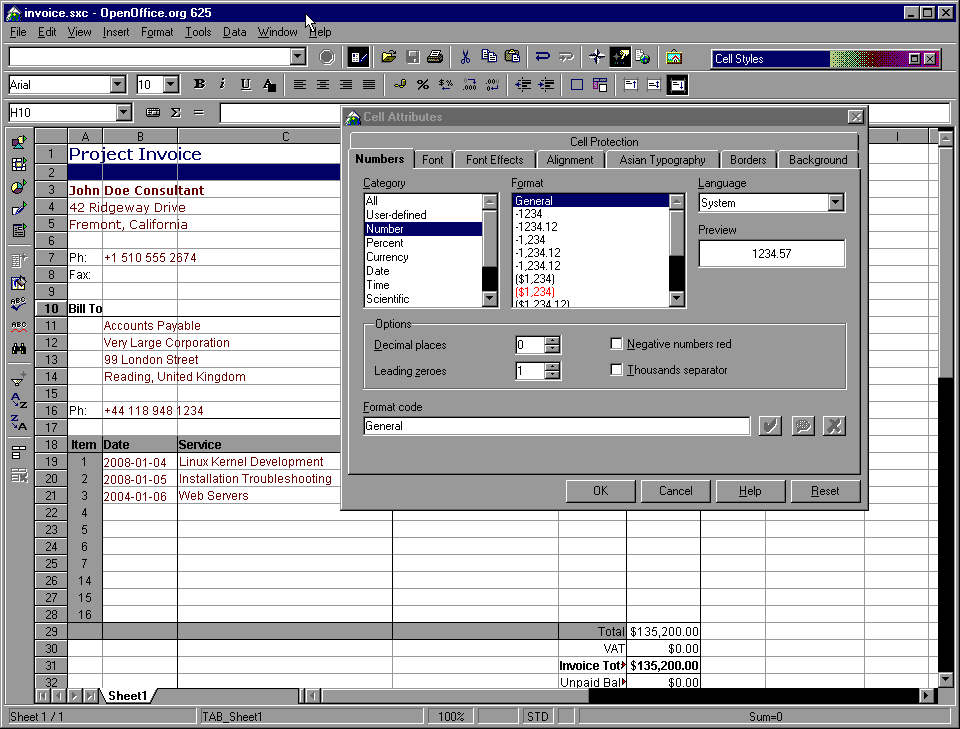 invoice.sxc - OpenOffice.org 625
File Edit View Insert Format Tools Data Window Help
Cell Styles
Arial 10 B i U A
H10 Σ =
Cell Attributes
A B C I
Cell Protection
Numbers Font Font Effects Alignment Asian Typography Borders Background
Category Format Language
All General System
User-defined -1234
Number -1234.12 Preview
Percent -1,234 1234.57
Currency -1,234.12
Date -1,234.12
Time ($1,234)
Scientific ($1,234)
($1,234.12)
Options
Decimal places 0 Negative numbers red
Leading zeroes 1 Thousands separator
Format code
General
OK Cancel Help Reset
1 Project Invoice
2
3 John Doe Consultant
4 42 Ridgeway Drive
5 Fremont, California
6
7 Ph: +1 510 555 2674
8 Fax:
9
10 Bill To
11 Accounts Payable
12 Very Large Corporation
13 99 London Street
14 Reading, United Kingdom
15
16 Ph: +44 118 948 1234
17
18 Item Date Service
19 1 2008-01-04 Linux Kernel Development
20 2 2008-01-05 Installation Troubleshooting
21 3 2004-01-06 Web Servers
22 4
23 5
24 6
25 7
26 14
27 15
28 16
29 Total $135,200.00
30 VAT $0.00
31 Invoice Tot $135,200.00
32 Unpaid Bal $0.00
Sheet1
Sheet 1 / 1 TAB_Sheet1 100% STD Sum=0